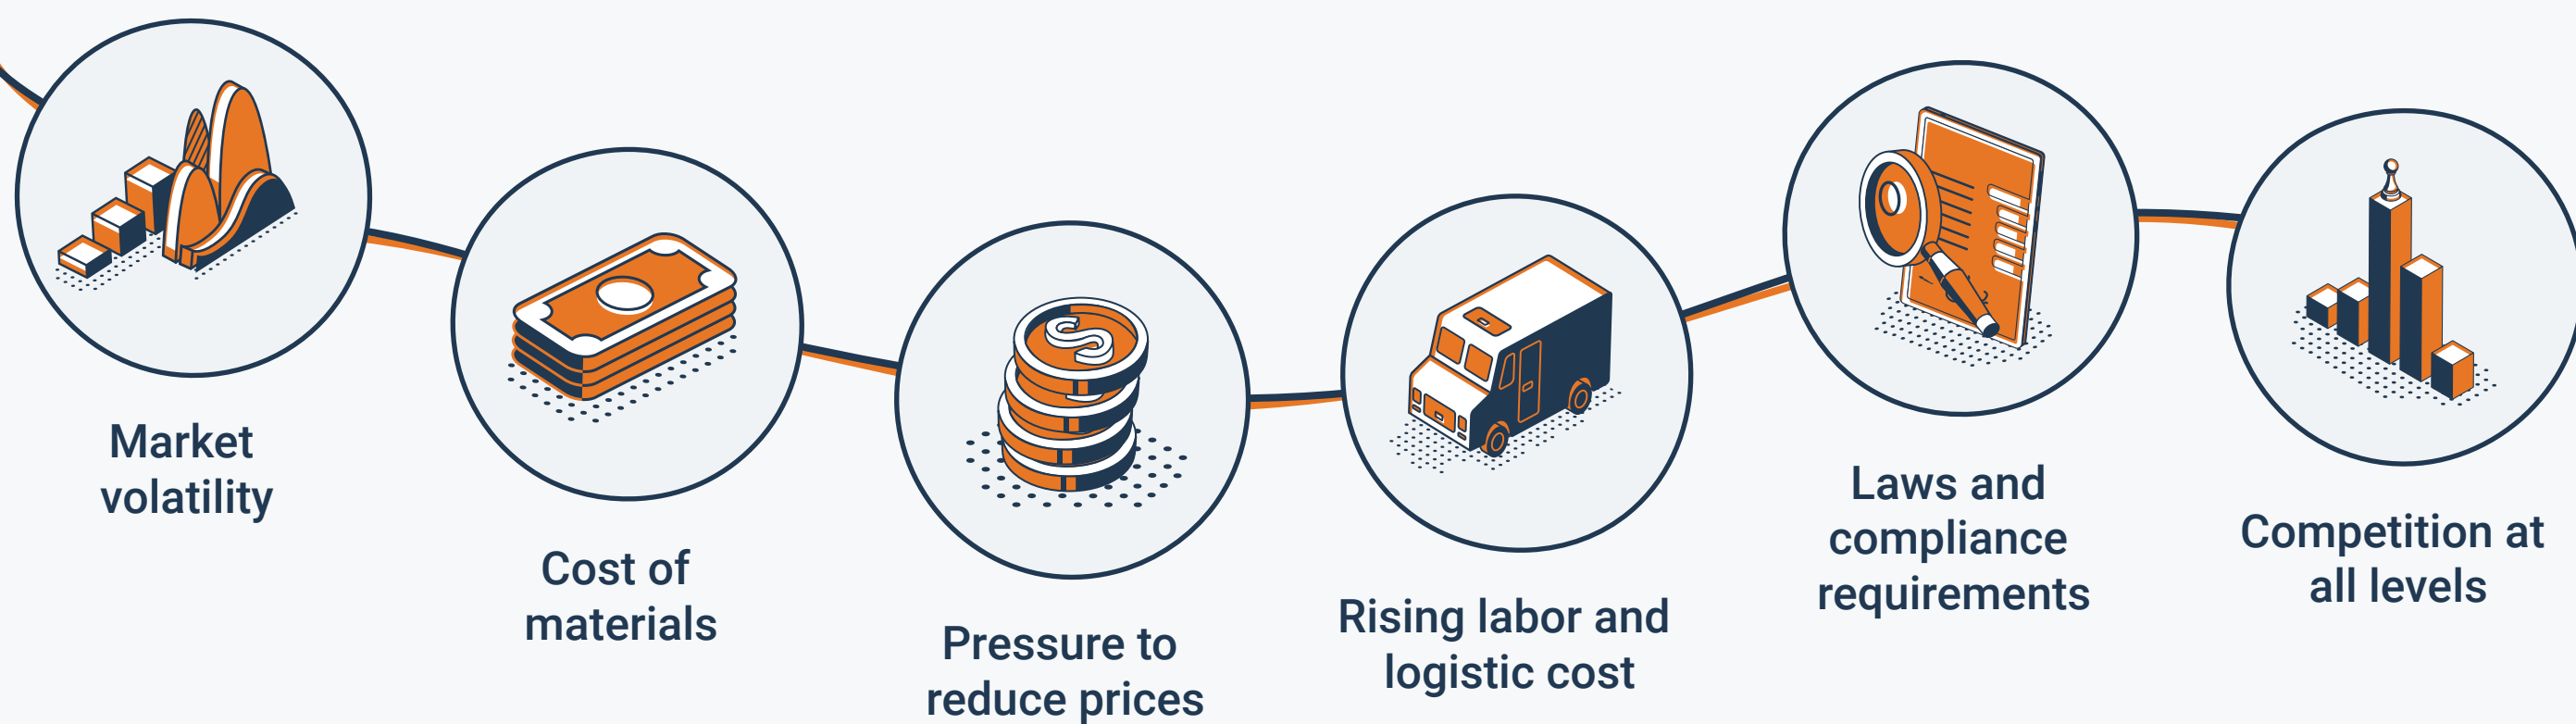 Market
volatility
Cost of
materials
Pressure to
reduce prices
Rising labor and
logistic cost
Laws and
compliance
requirements
Competition at
all levels